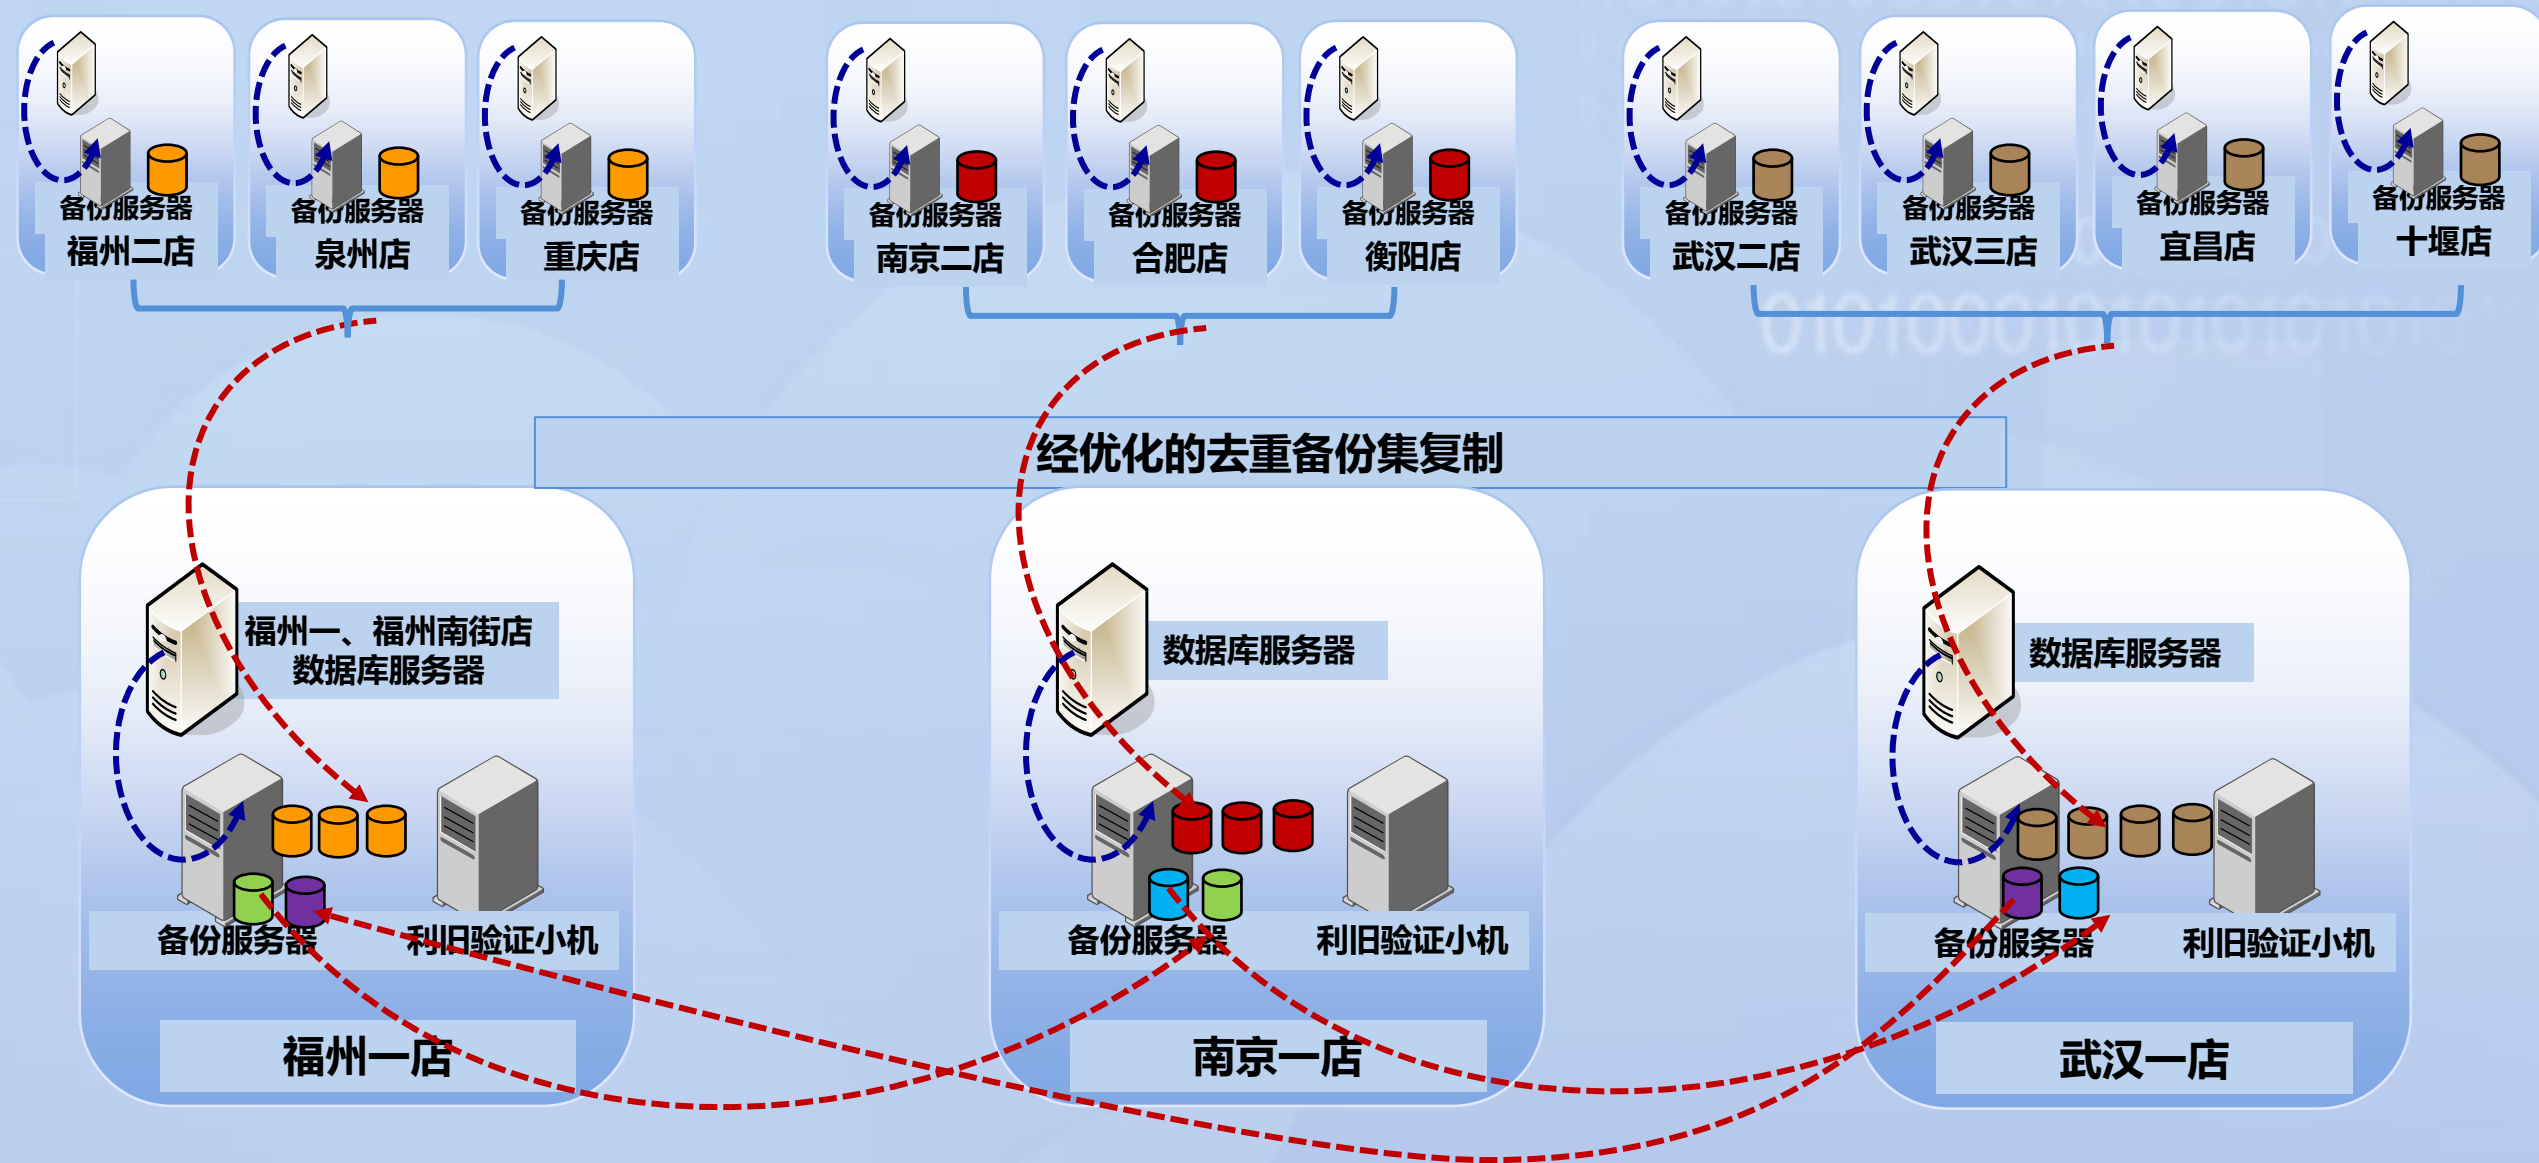 备份服务器
福州二店
备份服务器
泉州店
备份服务器
重庆店
备份服务器
南京二店
备份服务器
合肥店
备份服务器
衡阳店
备份服务器
武汉二店
备份服务器
武汉三店
备份服务器
宜昌店
备份服务器
十堰店
经优化的去重备份集复制
福州一、福州南街店
数据库服务器
备份服务器
利旧验证小机
福州一店
数据库服务器
备份服务器
利旧验证小机
南京一店
数据库服务器
备份服务器
利旧验证小机
武汉一店